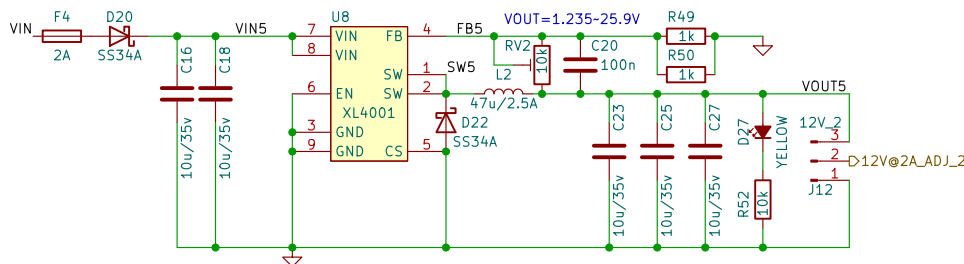 VIN
F4
2A
D20
SS34A
VIN5
C16
10u/35v
C18
10u/35v
U8
7 VIN FB 4
8 VIN
SW 1
6 EN SW 2
XL4001
3 GND
9 GND CS 5
FB5
SW5
D22
SS34A
L2
47u/2.5A
VOUT=1.235~25.9V
RV2
10k
C20
100n
R49
1k
R50
1k
C23
10u/35v
C25
10u/35v
C27
10u/35v
D27
YELLOW
R52
10k
VOUT5
12V_2
3
2
1
J12
12V@2A_ADJ_2